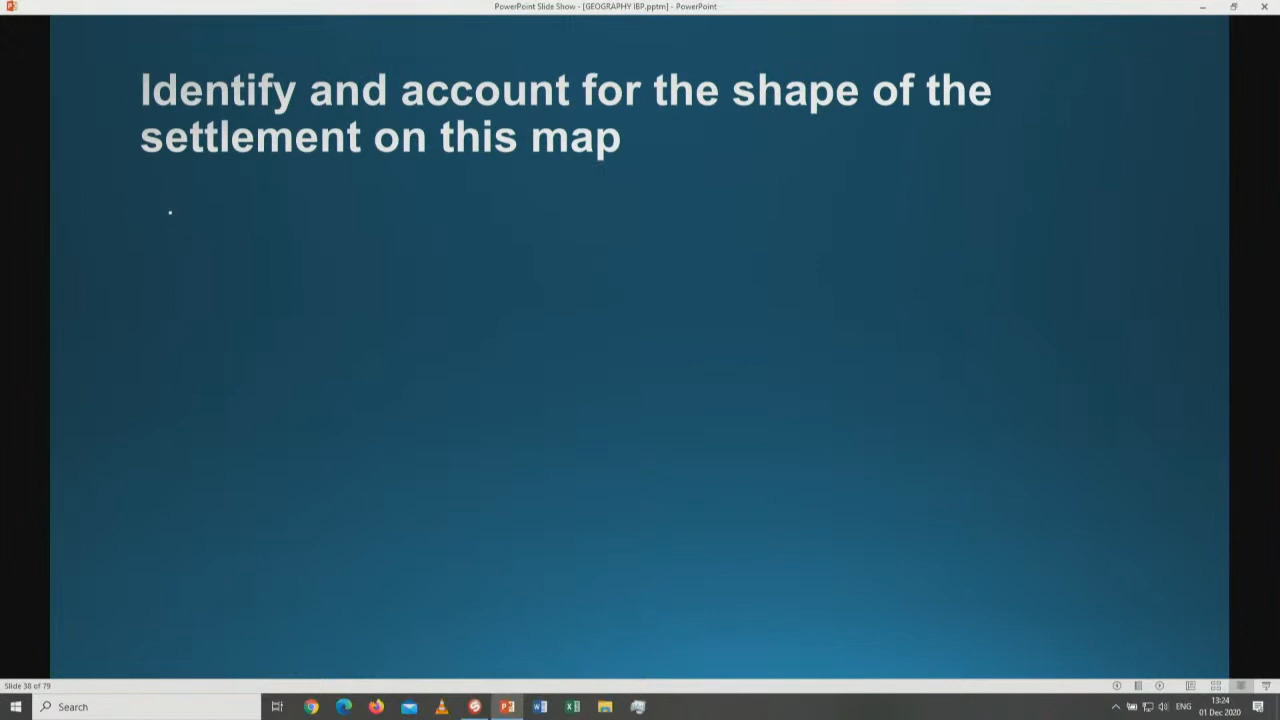 PowerPoint Slide Show - [GEOGRAPHY IBP.pptm] - PowerPoint
Identify and account for the shape of the
settlement on this map
Slide 38 of 79
Search
ENG
13:24
01 Dec 2020